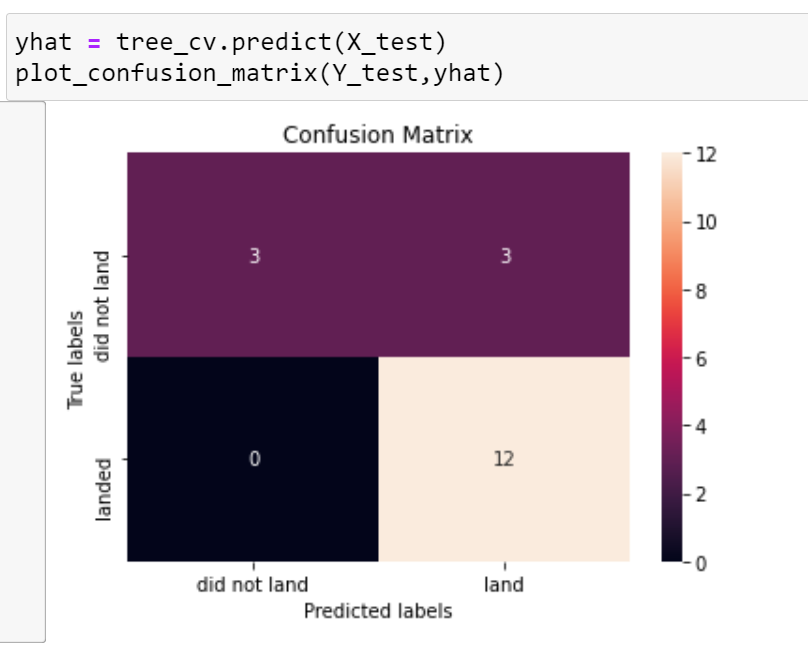 yhat = tree_cv.predict(X_test)
plot_confusion_matrix(Y_test,yhat)
Confusion Matrix
12
10
8
6
4
2
0
True labels
did not land
landed
3
3
0
12
did not land
land
Predicted labels